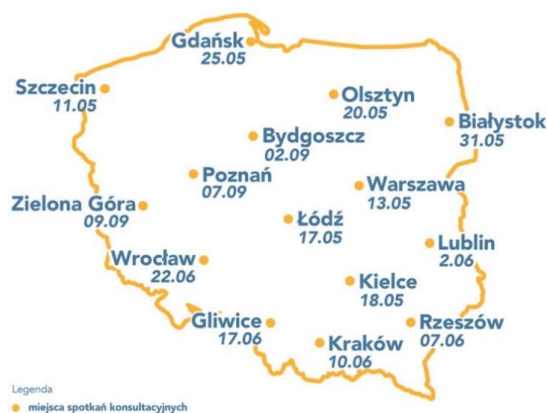 Gdańsk
25.05
Szczecin
11.05
Olsztyn
20.05
Białystok
31.05
Bydgoszcz
02.09
Poznań
07.09
Warszawa
13.05
Zielona Góra
09.09
Łódź
17.05
Lublin
2.06
Wrocław
22.06
Kielce
18.05
Gliwice
17.06
Rzeszów
07.06
Kraków
10.06
Legenda
miejsca spotkań konsultacyjnych